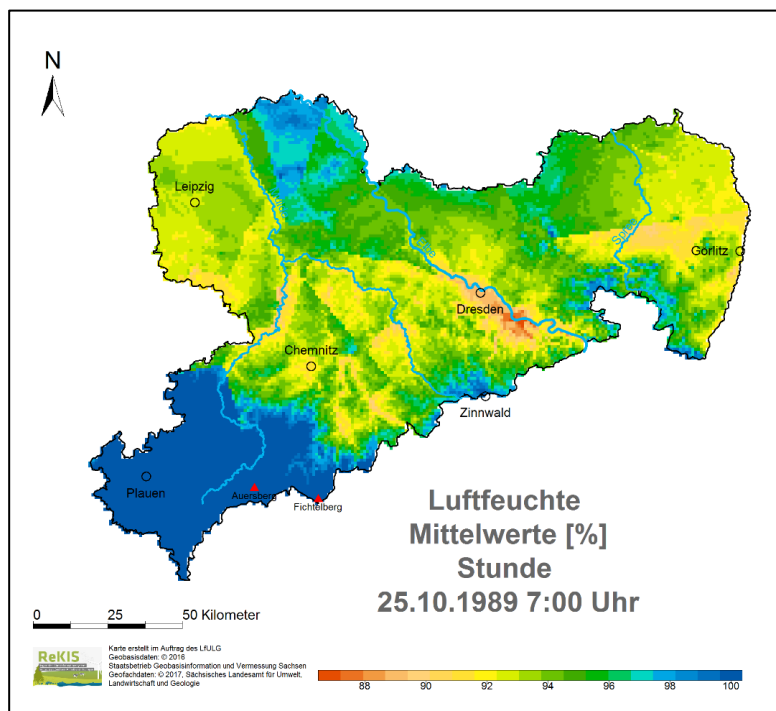 N
Leipzig
Elbe
Spree
Görlitz
Dresden
Chemnitz
Zinnwald
Plauen
Auersberg
Fichtelberg
Luftfeuchte
Mittelwerte [%]
Stunde
25.10.1989 7:00 Uhr
0 25 50 Kilometer
ReKIS
Karte erstellt im Auftrag des LfULG
Geobasisdaten: © 2016
Staatsbetrieb Geobasisinformation und Vermessung Sachsen
Geofachdaten: © 2017, Sächsisches Landesamt für Umwelt,
Landwirtschaft und Geologie
88 90 92 94 96 98 100